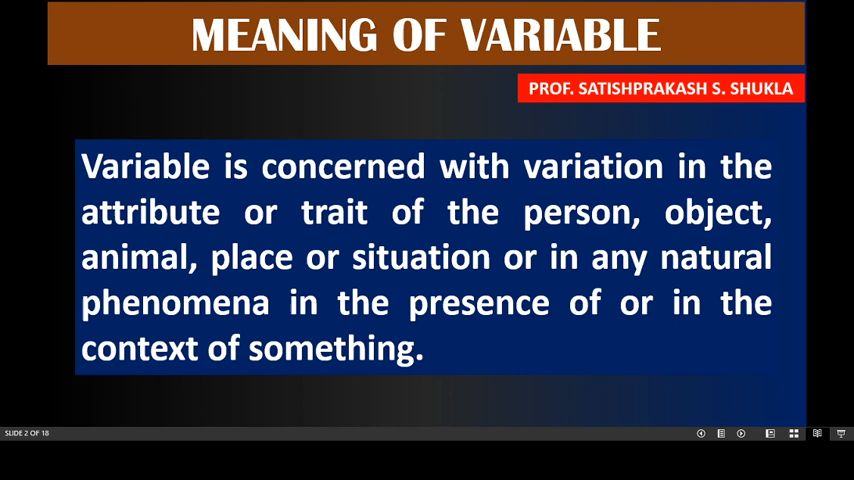 MEANING OF VARIABLE
PROF. SATISHPRAKASH S. SHUKLA
Variable is concerned with variation in the
attribute or trait of the person, object,
animal, place or situation or in any natural
phenomena in the presence of or in the
context of something.
SLIDE 2 OF 18